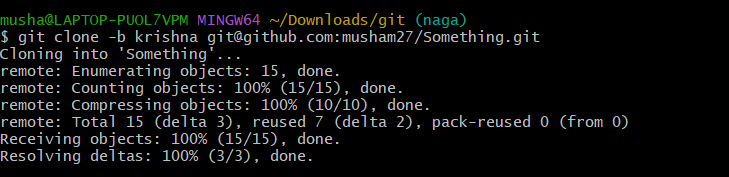 musha@LAPTOP-PUOL7VPM MINGW64 ~/Downloads/git (naga)
$ git clone -b krishna git@github.com:musham27/Something.git
Cloning into 'Something'...
remote: Enumerating objects: 15, done.
remote: Counting objects: 100% (15/15), done.
remote: Compressing objects: 100% (10/10), done.
remote: Total 15 (delta 3), reused 7 (delta 2), pack-reused 0 (from 0)
Receiving objects: 100% (15/15), done.
Resolving deltas: 100% (3/3), done.